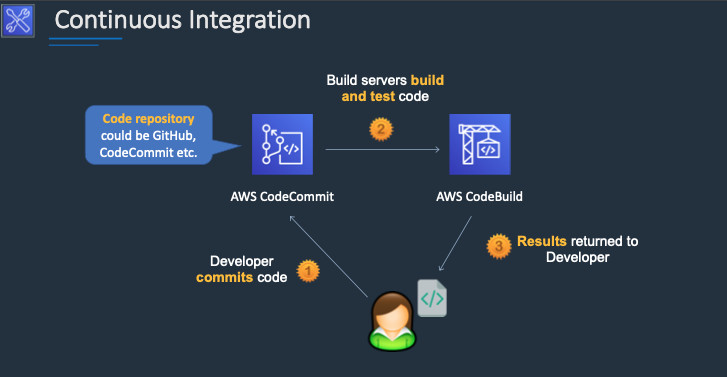 Continuous Integration
Build servers build
and test code
Code repository
could be GitHub,
CodeCommit etc.
2
AWS CodeCommit
AWS CodeBuild
Developer
commits code
1
3
Results returned to
Developer